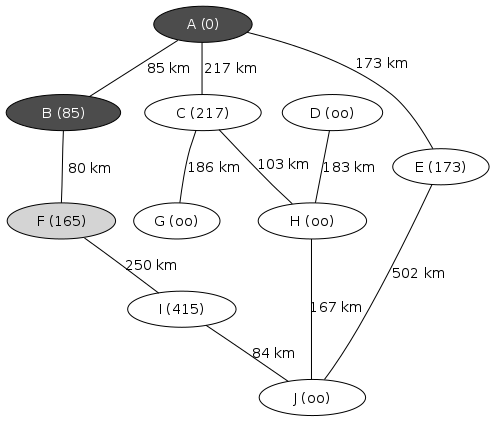 A (0)
85 km
217 km
173 km
B (85)
C (217)
D (oo)
80 km
186 km
103 km
183 km
E (173)
F (165)
G (oo)
H (oo)
250 km
502 km
I (415)
167 km
84 km
J (oo)